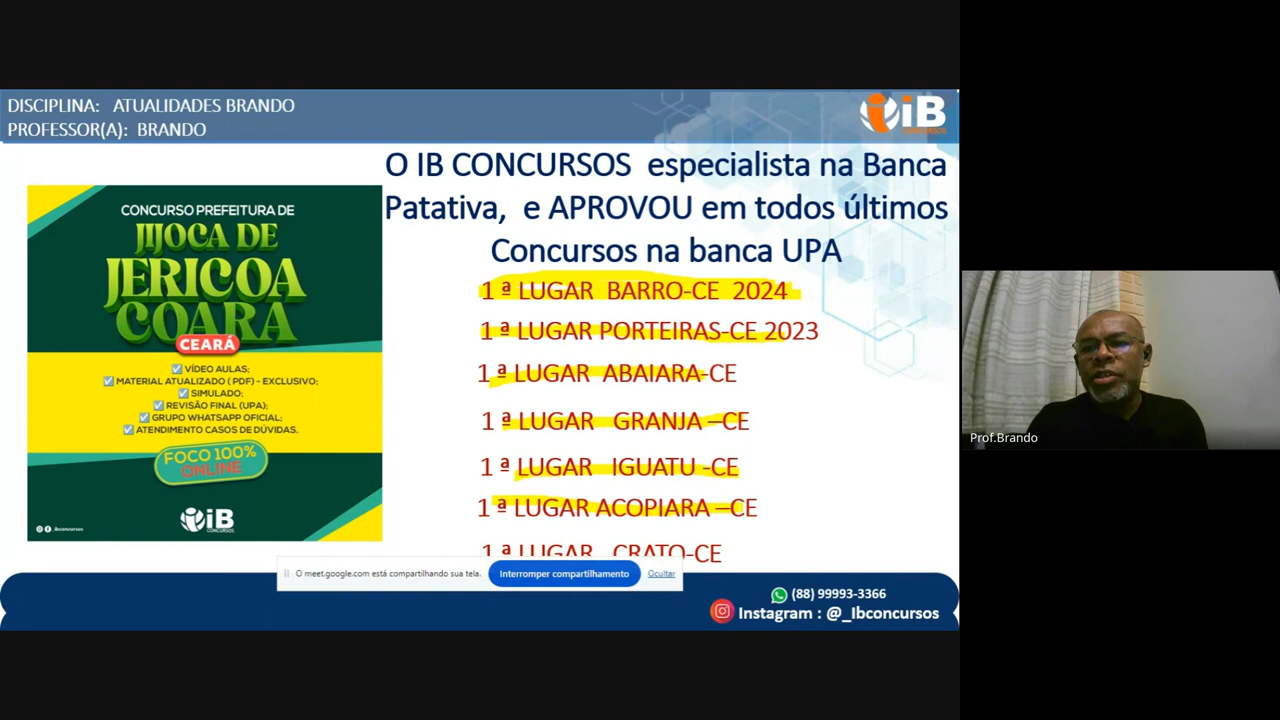 DISCIPLINA: ATUALIDADES BRANDO
PROFESSOR(A): BRANDO
iB
CONCURSOS
O IB CONCURSOS especialista na Banca
Patativa, e APROVOU em todos últimos
Concursos na banca UPA
1 ª LUGAR BARRO-CE 2024
1 ª LUGAR PORTEIRAS-CE 2023
1 ª LUGAR ABAIARA-CE
1 ª LUGAR GRANJA –CE
1 ª LUGAR IGUATU -CE
1 ª LUGAR ACOPIARA –CE
1 ª LUGAR CRATO-CE
CONCURSO PREFEITURA DE
JIJOCA DE
JERICOA
COARA
CEARÁ
VÍDEO AULAS;
MATERIAL ATUALIZADO ( PDF) - EXCLUSIVO;
SIMULADO;
REVISÃO FINAL (UPA);
GRUPO WHATSAPP OFICIAL;
ATENDIMENTO CASOS DE DÚVIDAS.
FOCO 100%
ONLINE
iB
CONCURSOS
_Ibconcursos
O meet.google.com está compartilhando sua tela.
Interromper compartilhamento
Ocultar
(88) 99993-3366
Instagram : @_Ibconcursos
Prof.Brando